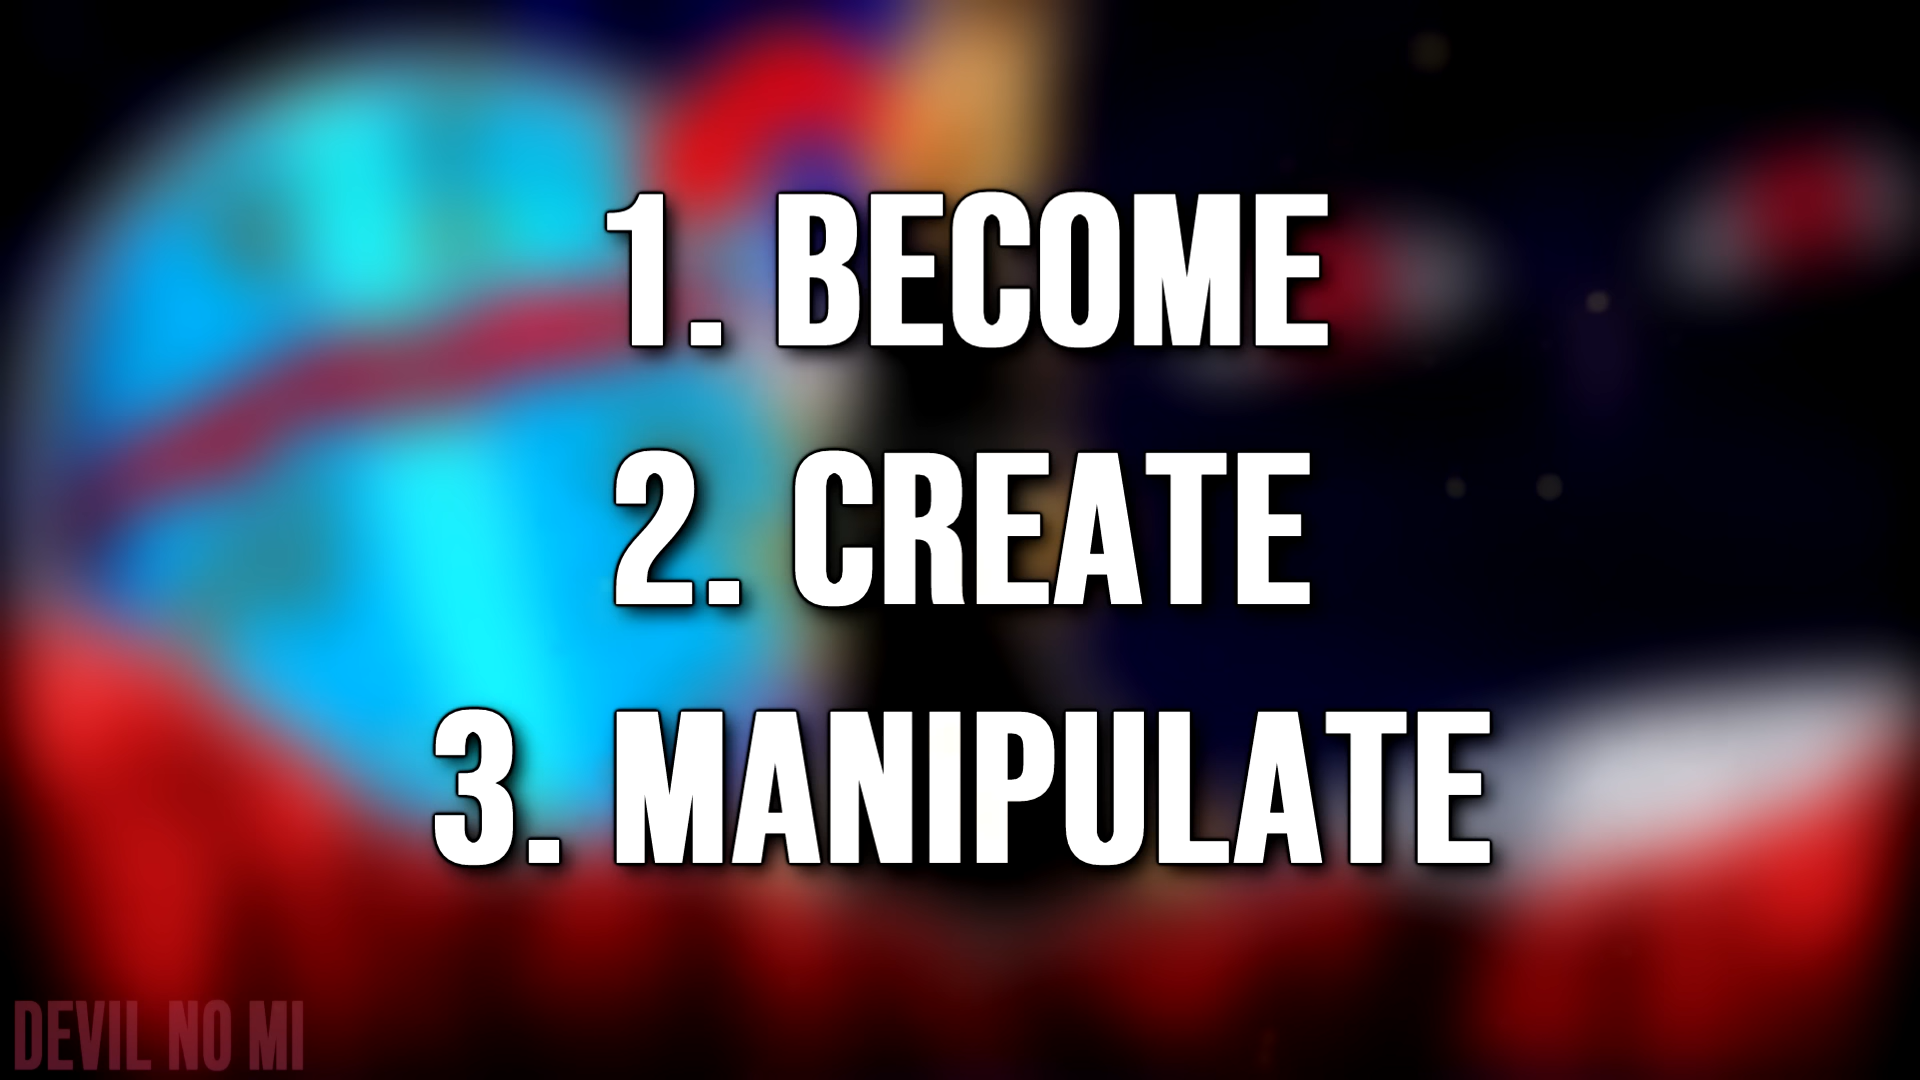 1. BECOME
2. CREATE
3. MANIPULATE
DEVIL NO MI